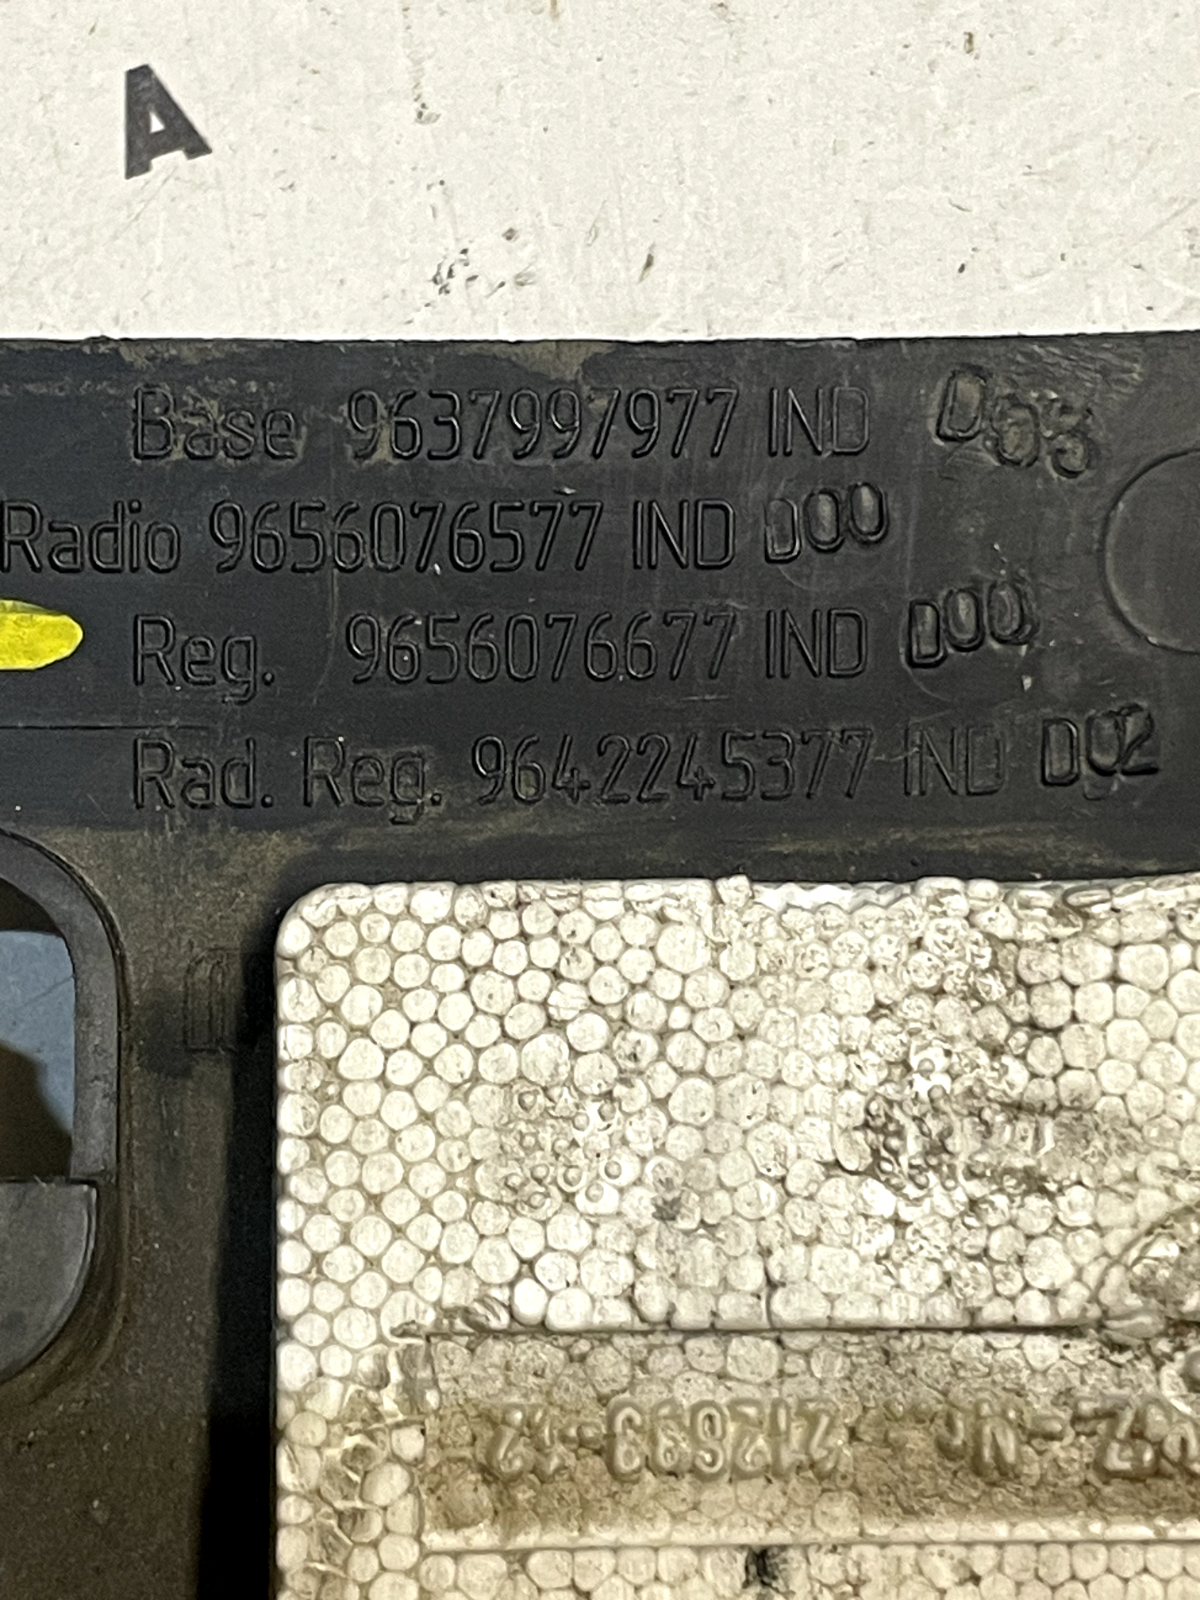 A
Base 9637997977 IND D03
Radio 9656076577 IND D00
Reg. 9656076677 IND D00
Rad. Reg. 9642245377 IND D02